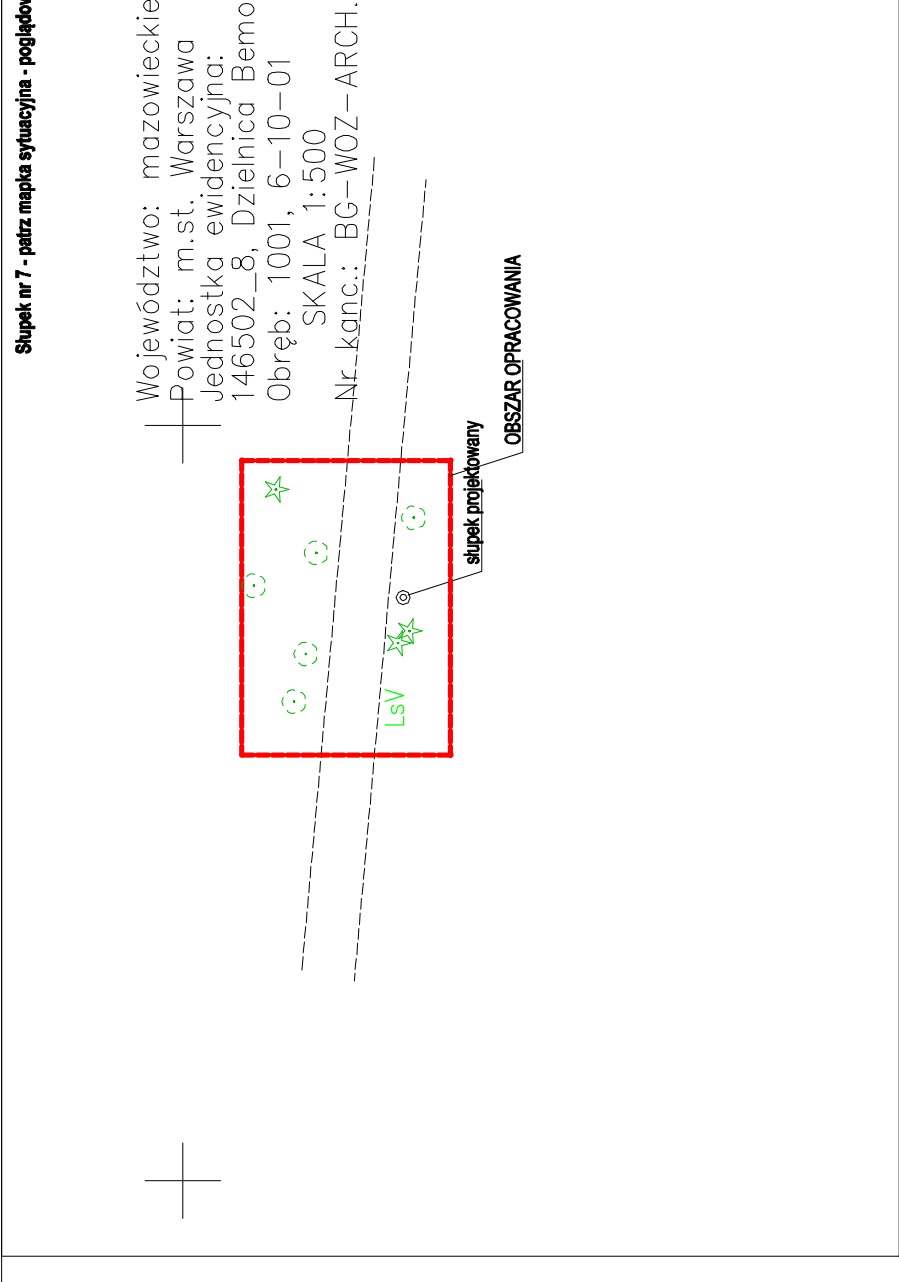 Słupek nr 7 - patrz mapka sytuacyjna - poglądow
Województwo: mazowieckie
Powiat: m.st. Warszawa
Jednostka ewidencyjna:
146502_8, Dzielnica Bemo
Obręb: 1001, 6-10-01
SKALA 1:500
Nr kanc.: BG-WOZ-ARCH.
LsV
słupek projektowany
OBSZAR OPRACOWANIA